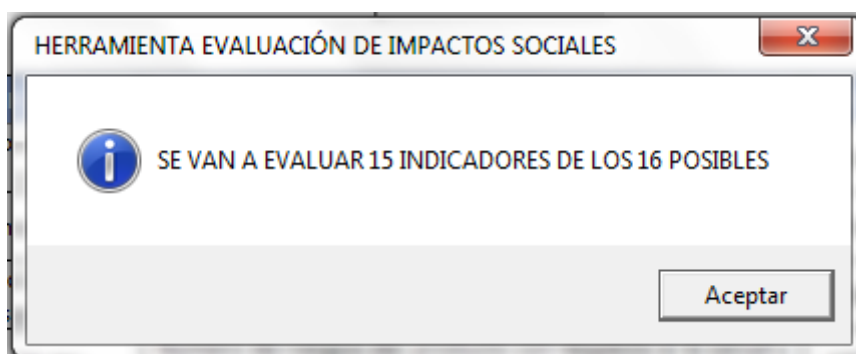 HERRAMIENTA EVALUACIÓN DE IMPACTOS SOCIALES
SE VAN A EVALUAR 15 INDICADORES DE LOS 16 POSIBLES
Aceptar